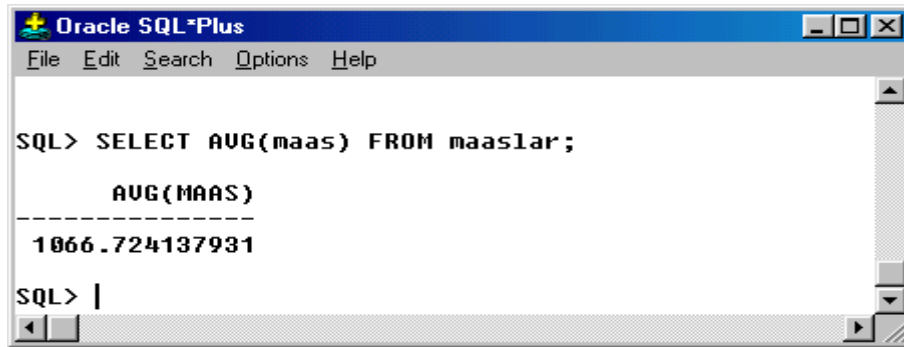 Oracle SQL*Plus
File Edit Search Options Help
SQL> SELECT AVG(maas) FROM maaslar;
AVG(MAAS)
---------------
1066.724137931
SQL>